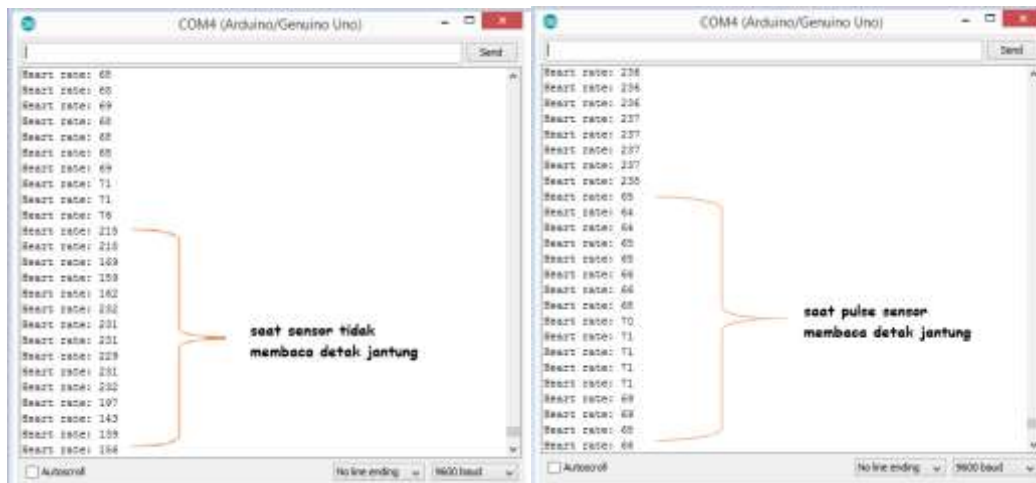 COM4 (Arduino/Genuino Uno)
Send
Heart rate: 68
Heart rate: 68
Heart rate: 69
Heart rate: 68
Heart rate: 68
Heart rate: 68
Heart rate: 69
Heart rate: 71
Heart rate: 71
Heart rate: 76
Heart rate:
Heart rate:
Heart rate: 169
Heart rate: 159
Heart rate: 162
Heart rate: 232
Heart rate: 231
Heart rate: 231
Heart rate: 229
Heart rate: 231
Heart rate: 232
Heart rate: 197
Heart rate: 143
Heart rate: 139
Heart rate:
saat sensor tidak
membaca detak jantung
Autoscroll
No line ending
9600 baud
COM4 (Arduino/Genuino Uno)
Send
Heart rate: 236
Heart rate: 236
Heart rate: 236
Heart rate: 237
Heart rate: 237
Heart rate: 237
Heart rate: 237
Heart rate:
Heart rate: 65
Heart rate: 64
Heart rate: 64
Heart rate: 65
Heart rate: 65
Heart rate: 66
Heart rate: 66
Heart rate: 68
Heart rate: 70
Heart rate: 71
Heart rate: 71
Heart rate: 71
Heart rate: 71
Heart rate: 69
Heart rate:
Heart rate:
Heart rate:
saat pulse sensor
membaca detak jantung
Autoscroll
No line ending
9600 baud